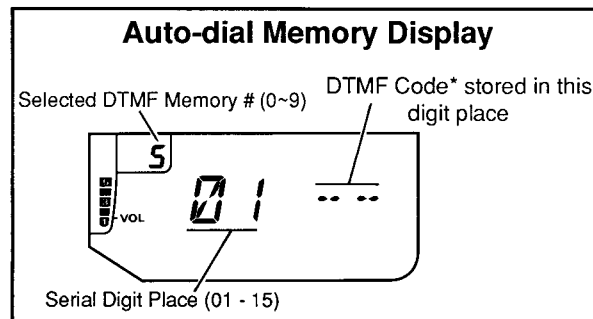 Auto-dial Memory Display
Selected DTMF Memory # (0~9)
DTMF Code* stored in this
digit place
5
01
-- --
VOL
Serial Digit Place (01 - 15)